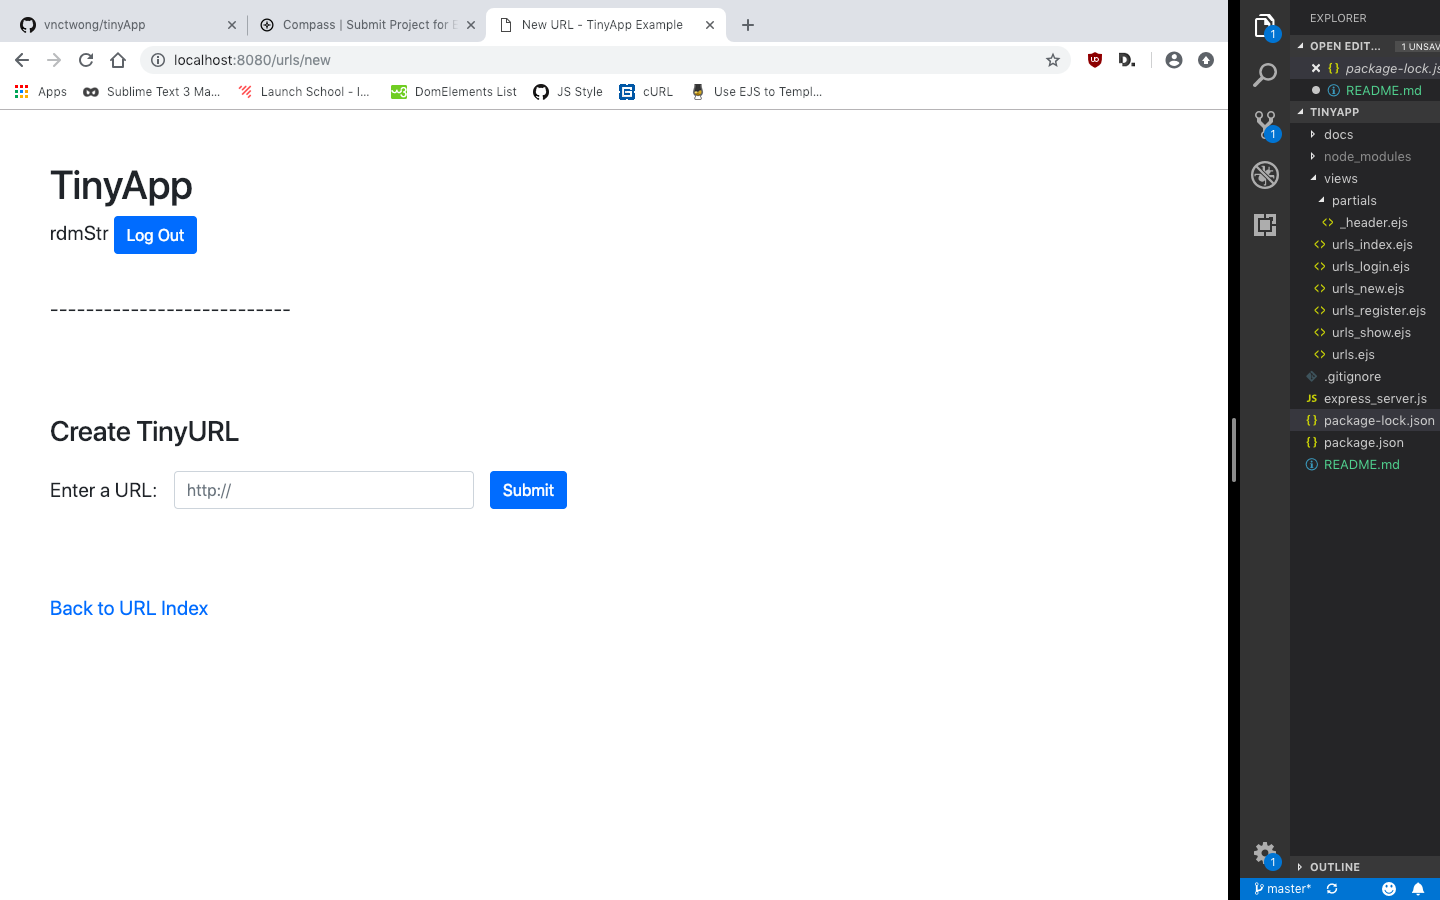 vnctwong/tinyApp
Compass | Submit Project for E
New URL - TinyApp Example
localhost:8080/urls/new
Apps
Sublime Text 3 Ma...
Launch School - I...
DomElements List
JS Style
cURL
Use EJS to Templ...
TinyApp
rdmStr Log Out
---------------------------
Create TinyURL
Enter a URL: http:// Submit
Back to URL Index
EXPLORER
OPEN EDIT... 1 UNSAV
package-lock.js
README.md
TINYAPP
docs
node_modules
views
partials
_header.ejs
urls_index.ejs
urls_login.ejs
urls_new.ejs
urls_register.ejs
urls_show.ejs
urls.ejs
.gitignore
JS express_server.js
package-lock.json
package.json
README.md
1
1
1
OUTLINE
master*